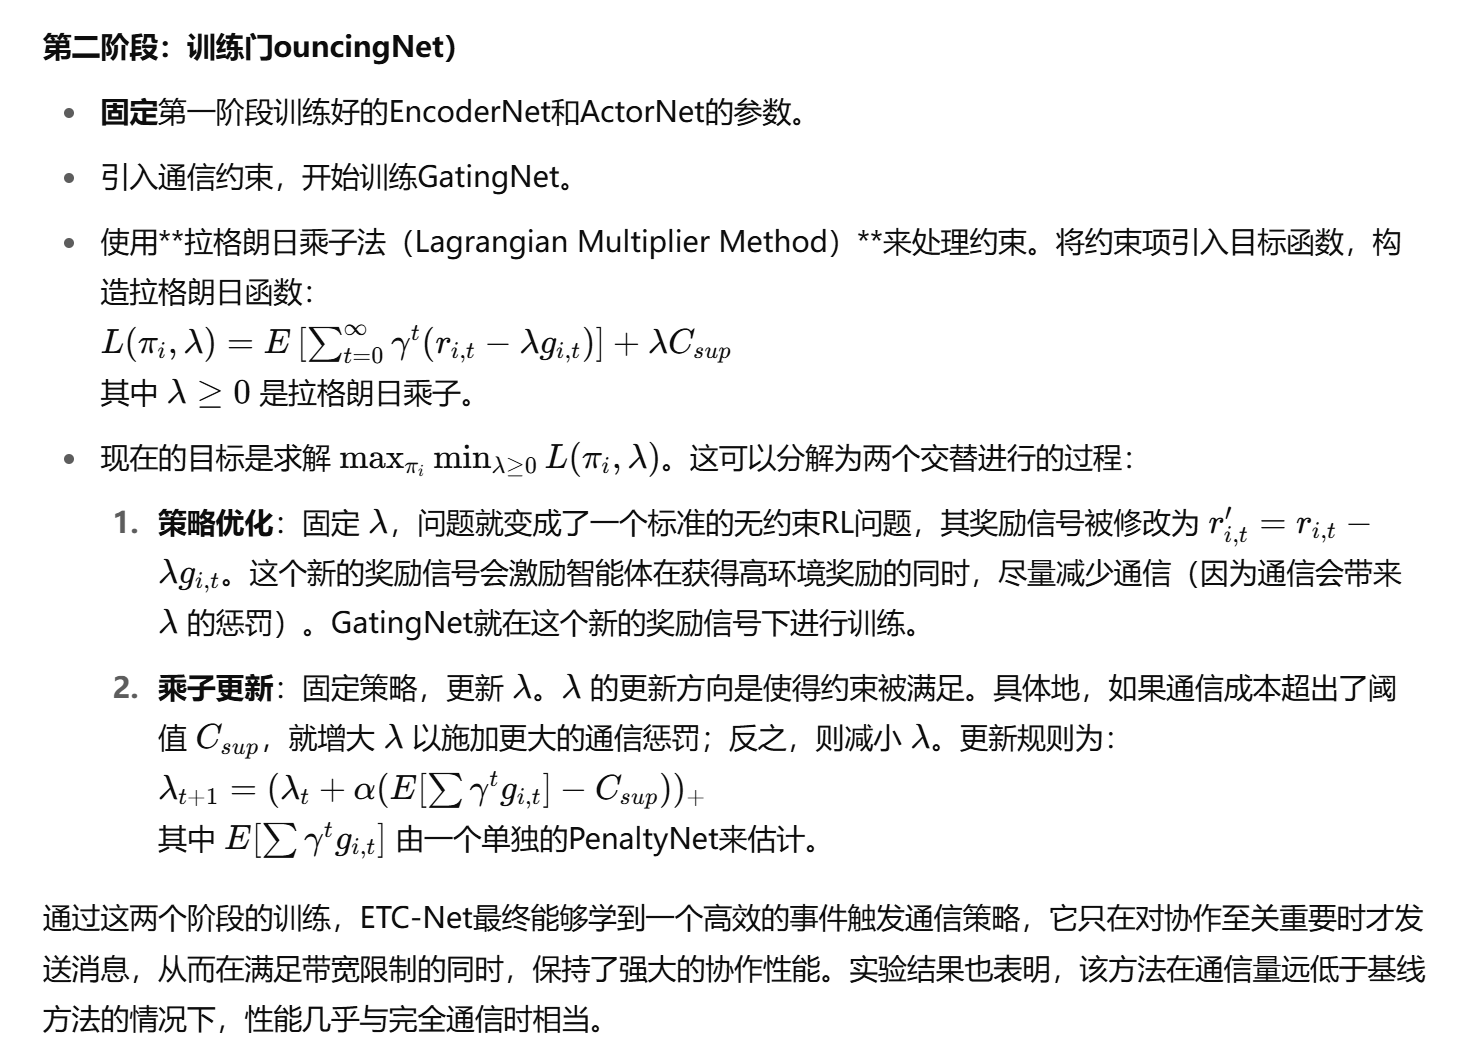 第二阶段：训练门ouncingNet）
• 固定第一阶段训练好的EncoderNet和ActorNet的参数。
• 引入通信约束，开始训练GatingNet。
• 使用**拉格朗日乘子法（Lagrangian Multiplier Method）**来处理约束。将约束项引入目标函数，构
造拉格朗日函数：
$L(\pi_i, \lambda) = E\left[\sum_{t=0}^{\infty} \gamma^t (r_{i,t} - \lambda g_{i,t})\right] + \lambda C_{sup}$
其中 $\lambda \geq 0$ 是拉格朗日乘子。
• 现在的目标是求解 $\max_{\pi_i} \min_{\lambda \geq 0} L(\pi_i, \lambda)$。这可以分解为两个交替进行的过程：
1. 策略优化：固定 $\lambda$，问题就变成了一个标准的无约束RL问题，其奖励信号被修改为 $r'_{i,t} = r_{i,t} -$
$\lambda g_{i,t}$。这个新的奖励信号会激励智能体在获得高环境奖励的同时，尽量减少通信（因为通信会带来
$\lambda$ 的惩罚）。GatingNet就在这个新的奖励信号下进行训练。
2. 乘子更新：固定策略，更新 $\lambda$。$\lambda$ 的更新方向是使得约束被满足。具体地，如果通信成本超出了阈
值 $C_{sup}$，就增大 $\lambda$ 以施加更大的通信惩罚；反之，则减小 $\lambda$。更新规则为：
$\lambda_{t+1} = (\lambda_t + \alpha(E[\sum \gamma^t g_{i,t}] - C_{sup}))_+$
其中 $E[\sum \gamma^t g_{i,t}]$ 由一个单独的PenaltyNet来估计。
通过这两个阶段的训练，ETC-Net最终能够学到一个高效的事件触发通信策略，它只在对协作至关重要时才发
送消息，从而在满足带宽限制的同时，保持了强大的协作性能。实验结果也表明，该方法在通信量远低于基线
方法的情况下，性能几乎与完全通信时相当。